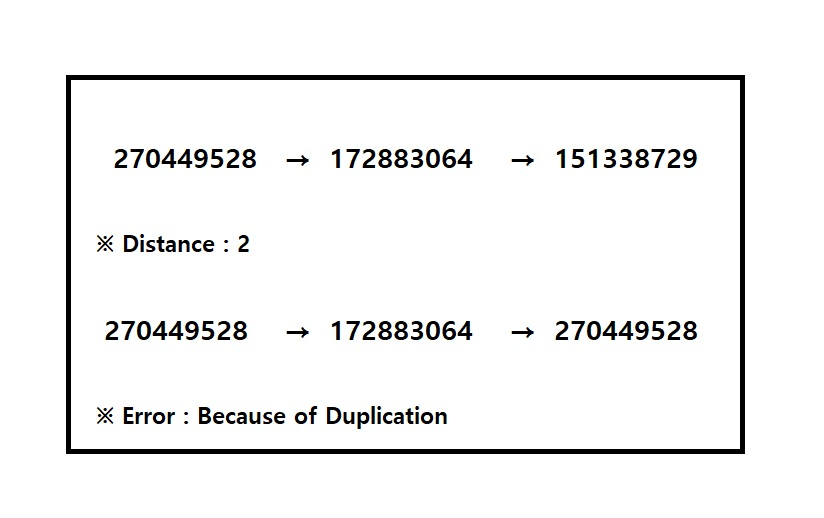 270449528 → 172883064 → 151338729
※ Distance : 2
270449528 → 172883064 → 270449528
※ Error : Because of Duplication